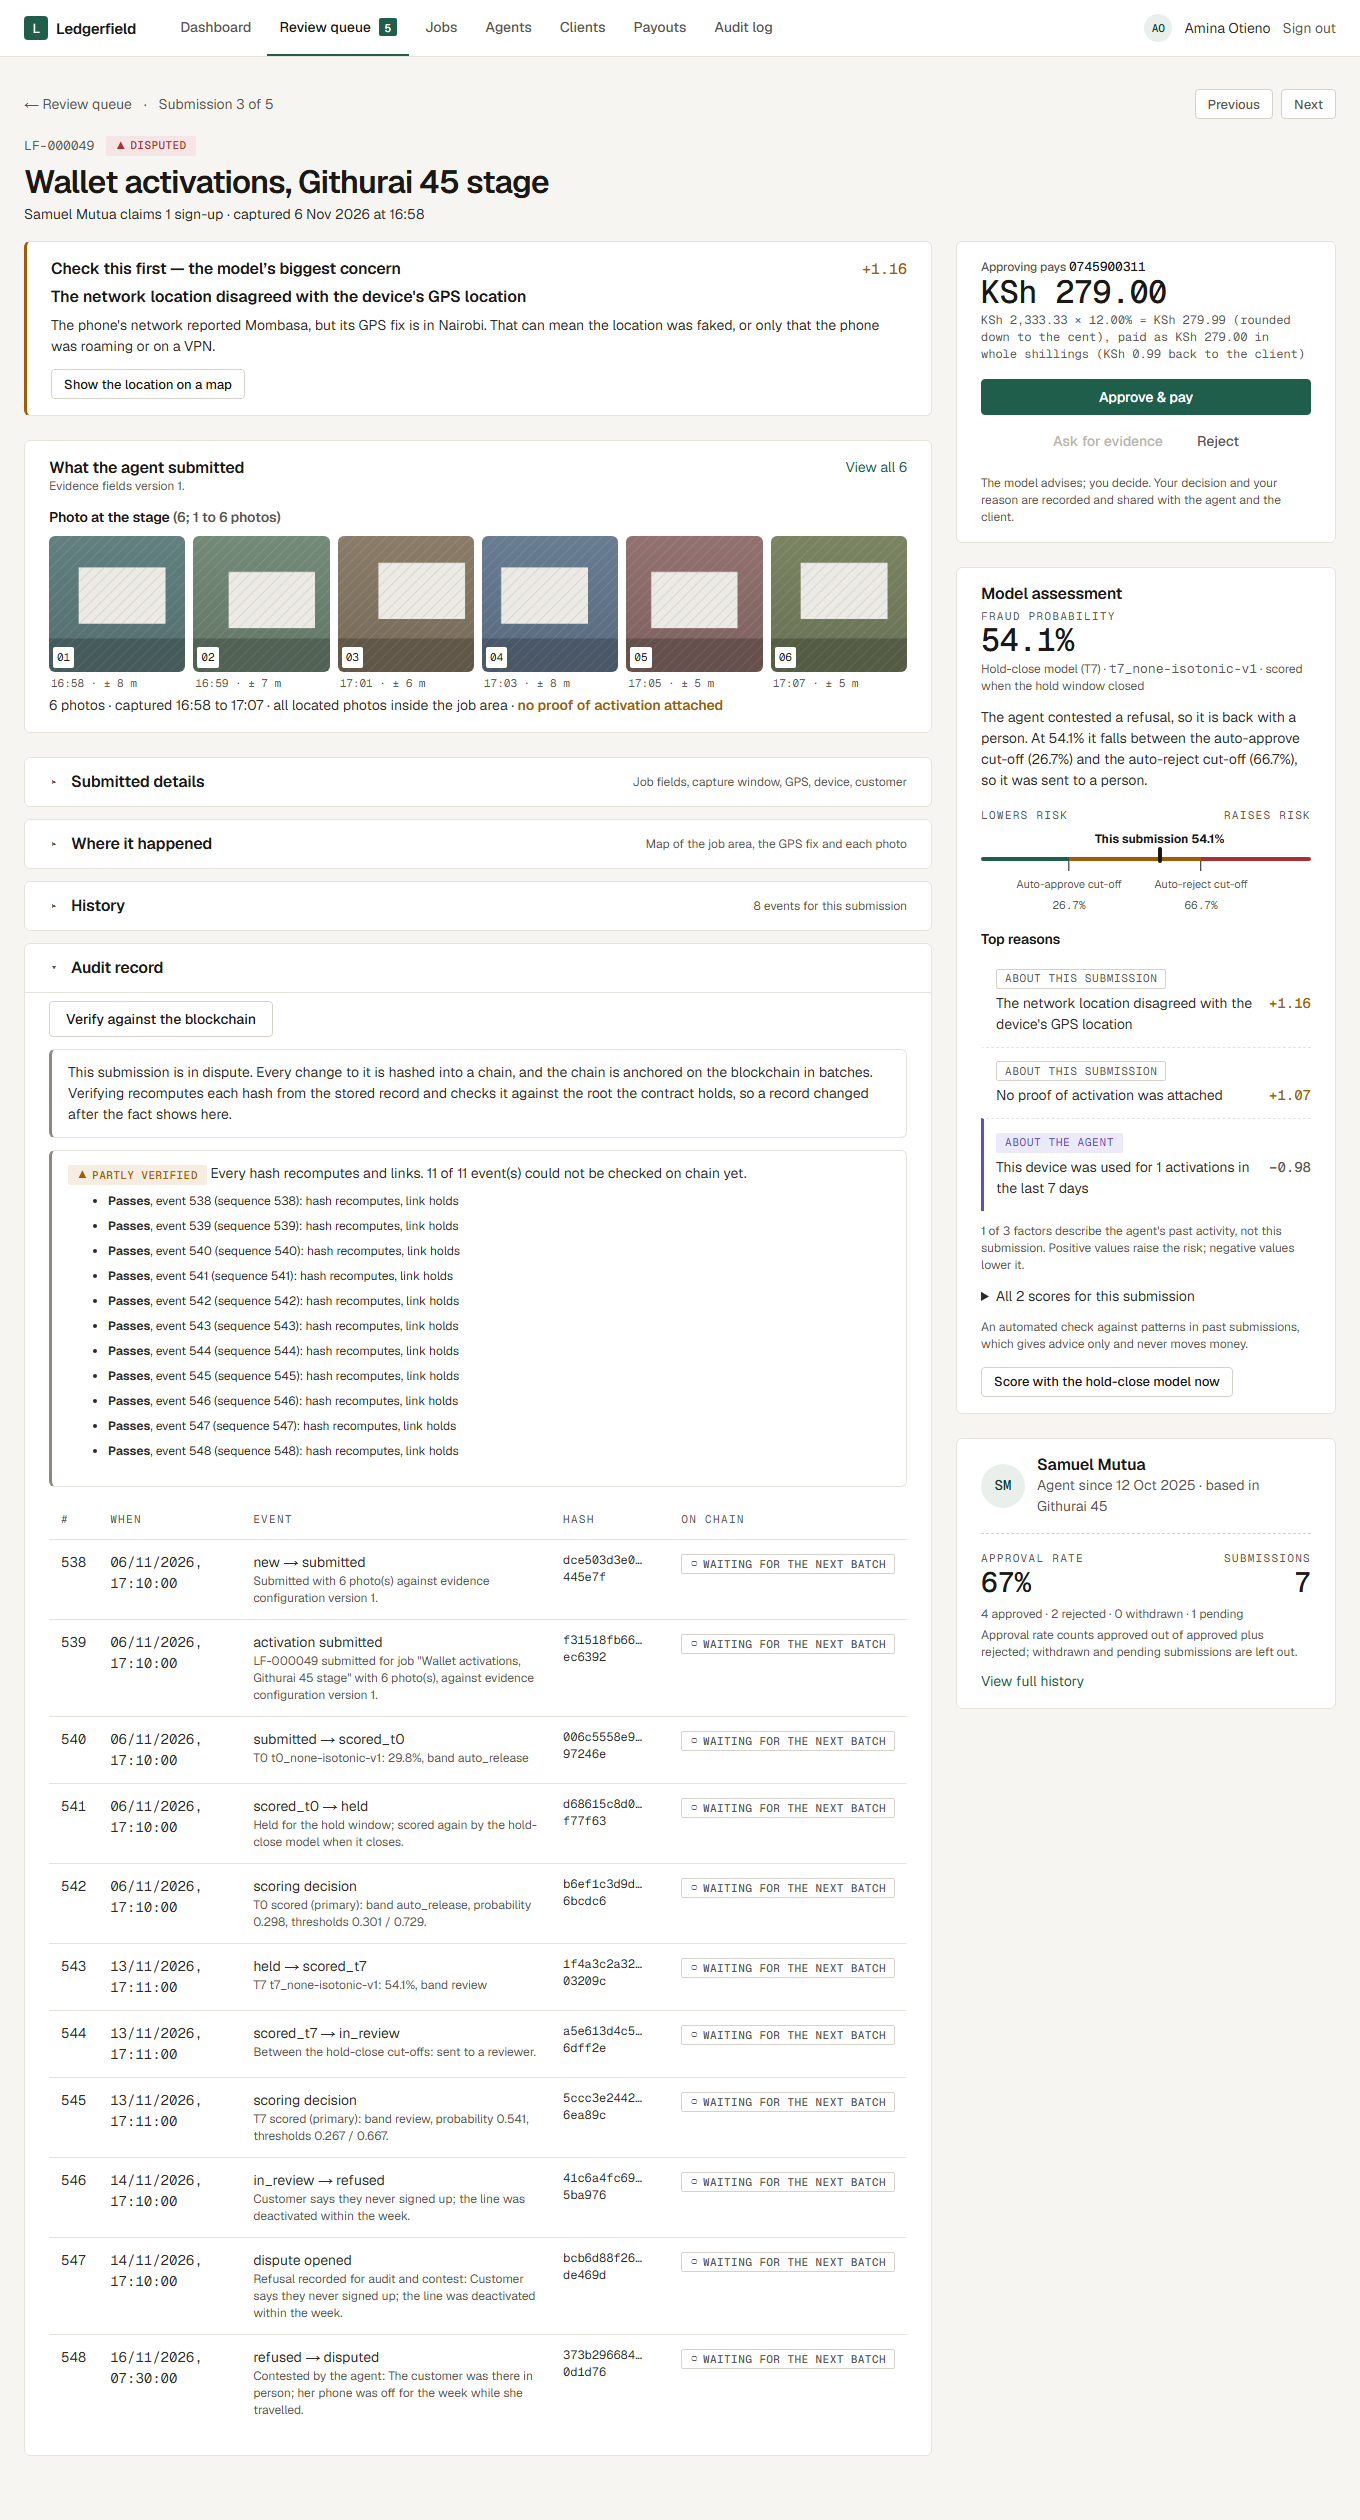 L Ledgerfield
Dashboard
Review queue 5
Jobs
Agents
Clients
Payouts
Audit log
AO Amina Otieno Sign out
← Review queue · Submission 3 of 5
Previous
Next
LF-000049 ▲ DISPUTED
Wallet activations, Githurai 45 stage
Samuel Mutua claims 1 sign-up · captured 6 Nov 2026 at 16:58
Check this first — the model's biggest concern +1.16
The network location disagreed with the device's GPS location
The phone's network reported Mombasa, but its GPS fix is in Nairobi. That can mean the location was faked, or only that the phone
was roaming or on a VPN.
Show the location on a map
What the agent submitted View all 6
Evidence fields version 1.
Photo at the stage (6; 1 to 6 photos)
01 02 03 04 05 06
16:58 · ± 8 m 16:59 · ± 7 m 17:01 · ± 6 m 17:03 · ± 8 m 17:05 · ± 5 m 17:07 · ± 5 m
6 photos · captured 16:58 to 17:07 · all located photos inside the job area · no proof of activation attached
Submitted details Job fields, capture window, GPS, device, customer
Where it happened Map of the job area, the GPS fix and each photo
History 8 events for this submission
Audit record
Verify against the blockchain
This submission is in dispute. Every change to it is hashed into a chain, and the chain is anchored on the blockchain in batches.
Verifying recomputes each hash from the stored record and checks it against the root the contract holds, so a record changed
after the fact shows here.
▲ PARTLY VERIFIED Every hash recomputes and links. 11 of 11 event(s) could not be checked on chain yet.
• Passes, event 538 (sequence 538): hash recomputes, link holds
• Passes, event 539 (sequence 539): hash recomputes, link holds
• Passes, event 540 (sequence 540): hash recomputes, link holds
• Passes, event 541 (sequence 541): hash recomputes, link holds
• Passes, event 542 (sequence 542): hash recomputes, link holds
• Passes, event 543 (sequence 543): hash recomputes, link holds
• Passes, event 544 (sequence 544): hash recomputes, link holds
• Passes, event 545 (sequence 545): hash recomputes, link holds
• Passes, event 546 (sequence 546): hash recomputes, link holds
• Passes, event 547 (sequence 547): hash recomputes, link holds
• Passes, event 548 (sequence 548): hash recomputes, link holds
# WHEN EVENT HASH ON CHAIN
538 06/11/2026, new → submitted dce503d3e0… ○ WAITING FOR THE NEXT BATCH
17:10:00 Submitted with 6 photo(s) against evidence 445e7f
configuration version 1.
539 06/11/2026, activation submitted f31518fb66… ○ WAITING FOR THE NEXT BATCH
17:10:00 LF-000049 submitted for job "Wallet activations, ec6392
Githurai 45 stage" with 6 photo(s), against evidence
configuration version 1.
540 06/11/2026, submitted → scored_t0 006c5558e9… ○ WAITING FOR THE NEXT BATCH
17:10:00 T0 t0_none-isotonic-v1: 29.8%, band auto_release 97246e
541 06/11/2026, scored_t0 → held d68615c8d0… ○ WAITING FOR THE NEXT BATCH
17:10:00 Held for the hold window; scored again by the hold- f77f63
close model when it closes.
542 06/11/2026, scoring decision b6ef1c3d9d… ○ WAITING FOR THE NEXT BATCH
17:10:00 T0 scored (primary): band auto_release, probability 6bcdc6
0.298, thresholds 0.301 / 0.729.
543 13/11/2026, held → scored_t7 1f4a3c2a32… ○ WAITING FOR THE NEXT BATCH
17:11:00 T7 t7_none-isotonic-v1: 54.1%, band review 03209c
544 13/11/2026, scored_t7 → in_review a5e613d4c5… ○ WAITING FOR THE NEXT BATCH
17:11:00 Between the hold-close cut-offs: sent to a reviewer. 6dff2e
545 13/11/2026, scoring decision 5ccc3e2442… ○ WAITING FOR THE NEXT BATCH
17:11:00 T7 scored (primary): band review, probability 0.541, 6ea89c
thresholds 0.267 / 0.667.
546 14/11/2026, in_review → refused 41c6a4fc69… ○ WAITING FOR THE NEXT BATCH
17:10:00 Customer says they never signed up; the line was 5ba976
deactivated within the week.
547 14/11/2026, dispute opened bcb6d88f26… ○ WAITING FOR THE NEXT BATCH
17:10:00 Refusal recorded for audit and contest: Customer de469d
says they never signed up; the line was deactivated
within the week.
548 16/11/2026, refused → disputed 373b296684… ○ WAITING FOR THE NEXT BATCH
07:30:00 Contested by the agent: The customer was there in 0d1d76
person; her phone was off for the week while she
travelled.
Approving pays 0745900311
KSh 279.00
KSh 2,333.33 × 12.00% = KSh 279.99 (rounded
down to the cent), paid as KSh 279.00 in
whole shillings (KSh 0.99 back to the client)
Approve & pay
Ask for evidence Reject
The model advises; you decide. Your decision and your
reason are recorded and shared with the agent and the
client.
Model assessment
FRAUD PROBABILITY
54.1%
Hold-close model (T7) · t7_none-isotonic-v1 · scored
when the hold window closed
The agent contested a refusal, so it is back with a
person. At 54.1% it falls between the auto-approve
cut-off (26.7%) and the auto-reject cut-off (66.7%),
so it was sent to a person.
LOWERS RISK RAISES RISK
This submission 54.1%
Auto-approve cut-off Auto-reject cut-off
26.7% 66.7%
Top reasons
ABOUT THIS SUBMISSION
The network location disagreed with the +1.16
device's GPS location
ABOUT THIS SUBMISSION
No proof of activation was attached +1.07
ABOUT THE AGENT
This device was used for 1 activations in −0.98
the last 7 days
1 of 3 factors describe the agent's past activity, not this
submission. Positive values raise the risk; negative values
lower it.
▶ All 2 scores for this submission
An automated check against patterns in past submissions,
which gives advice only and never moves money.
Score with the hold-close model now
SM Samuel Mutua
Agent since 12 Oct 2025 · based in
Githurai 45
APPROVAL RATE SUBMISSIONS
67% 7
4 approved · 2 rejected · 0 withdrawn · 1 pending
Approval rate counts approved out of approved plus
rejected; withdrawn and pending submissions are left out.
View full history